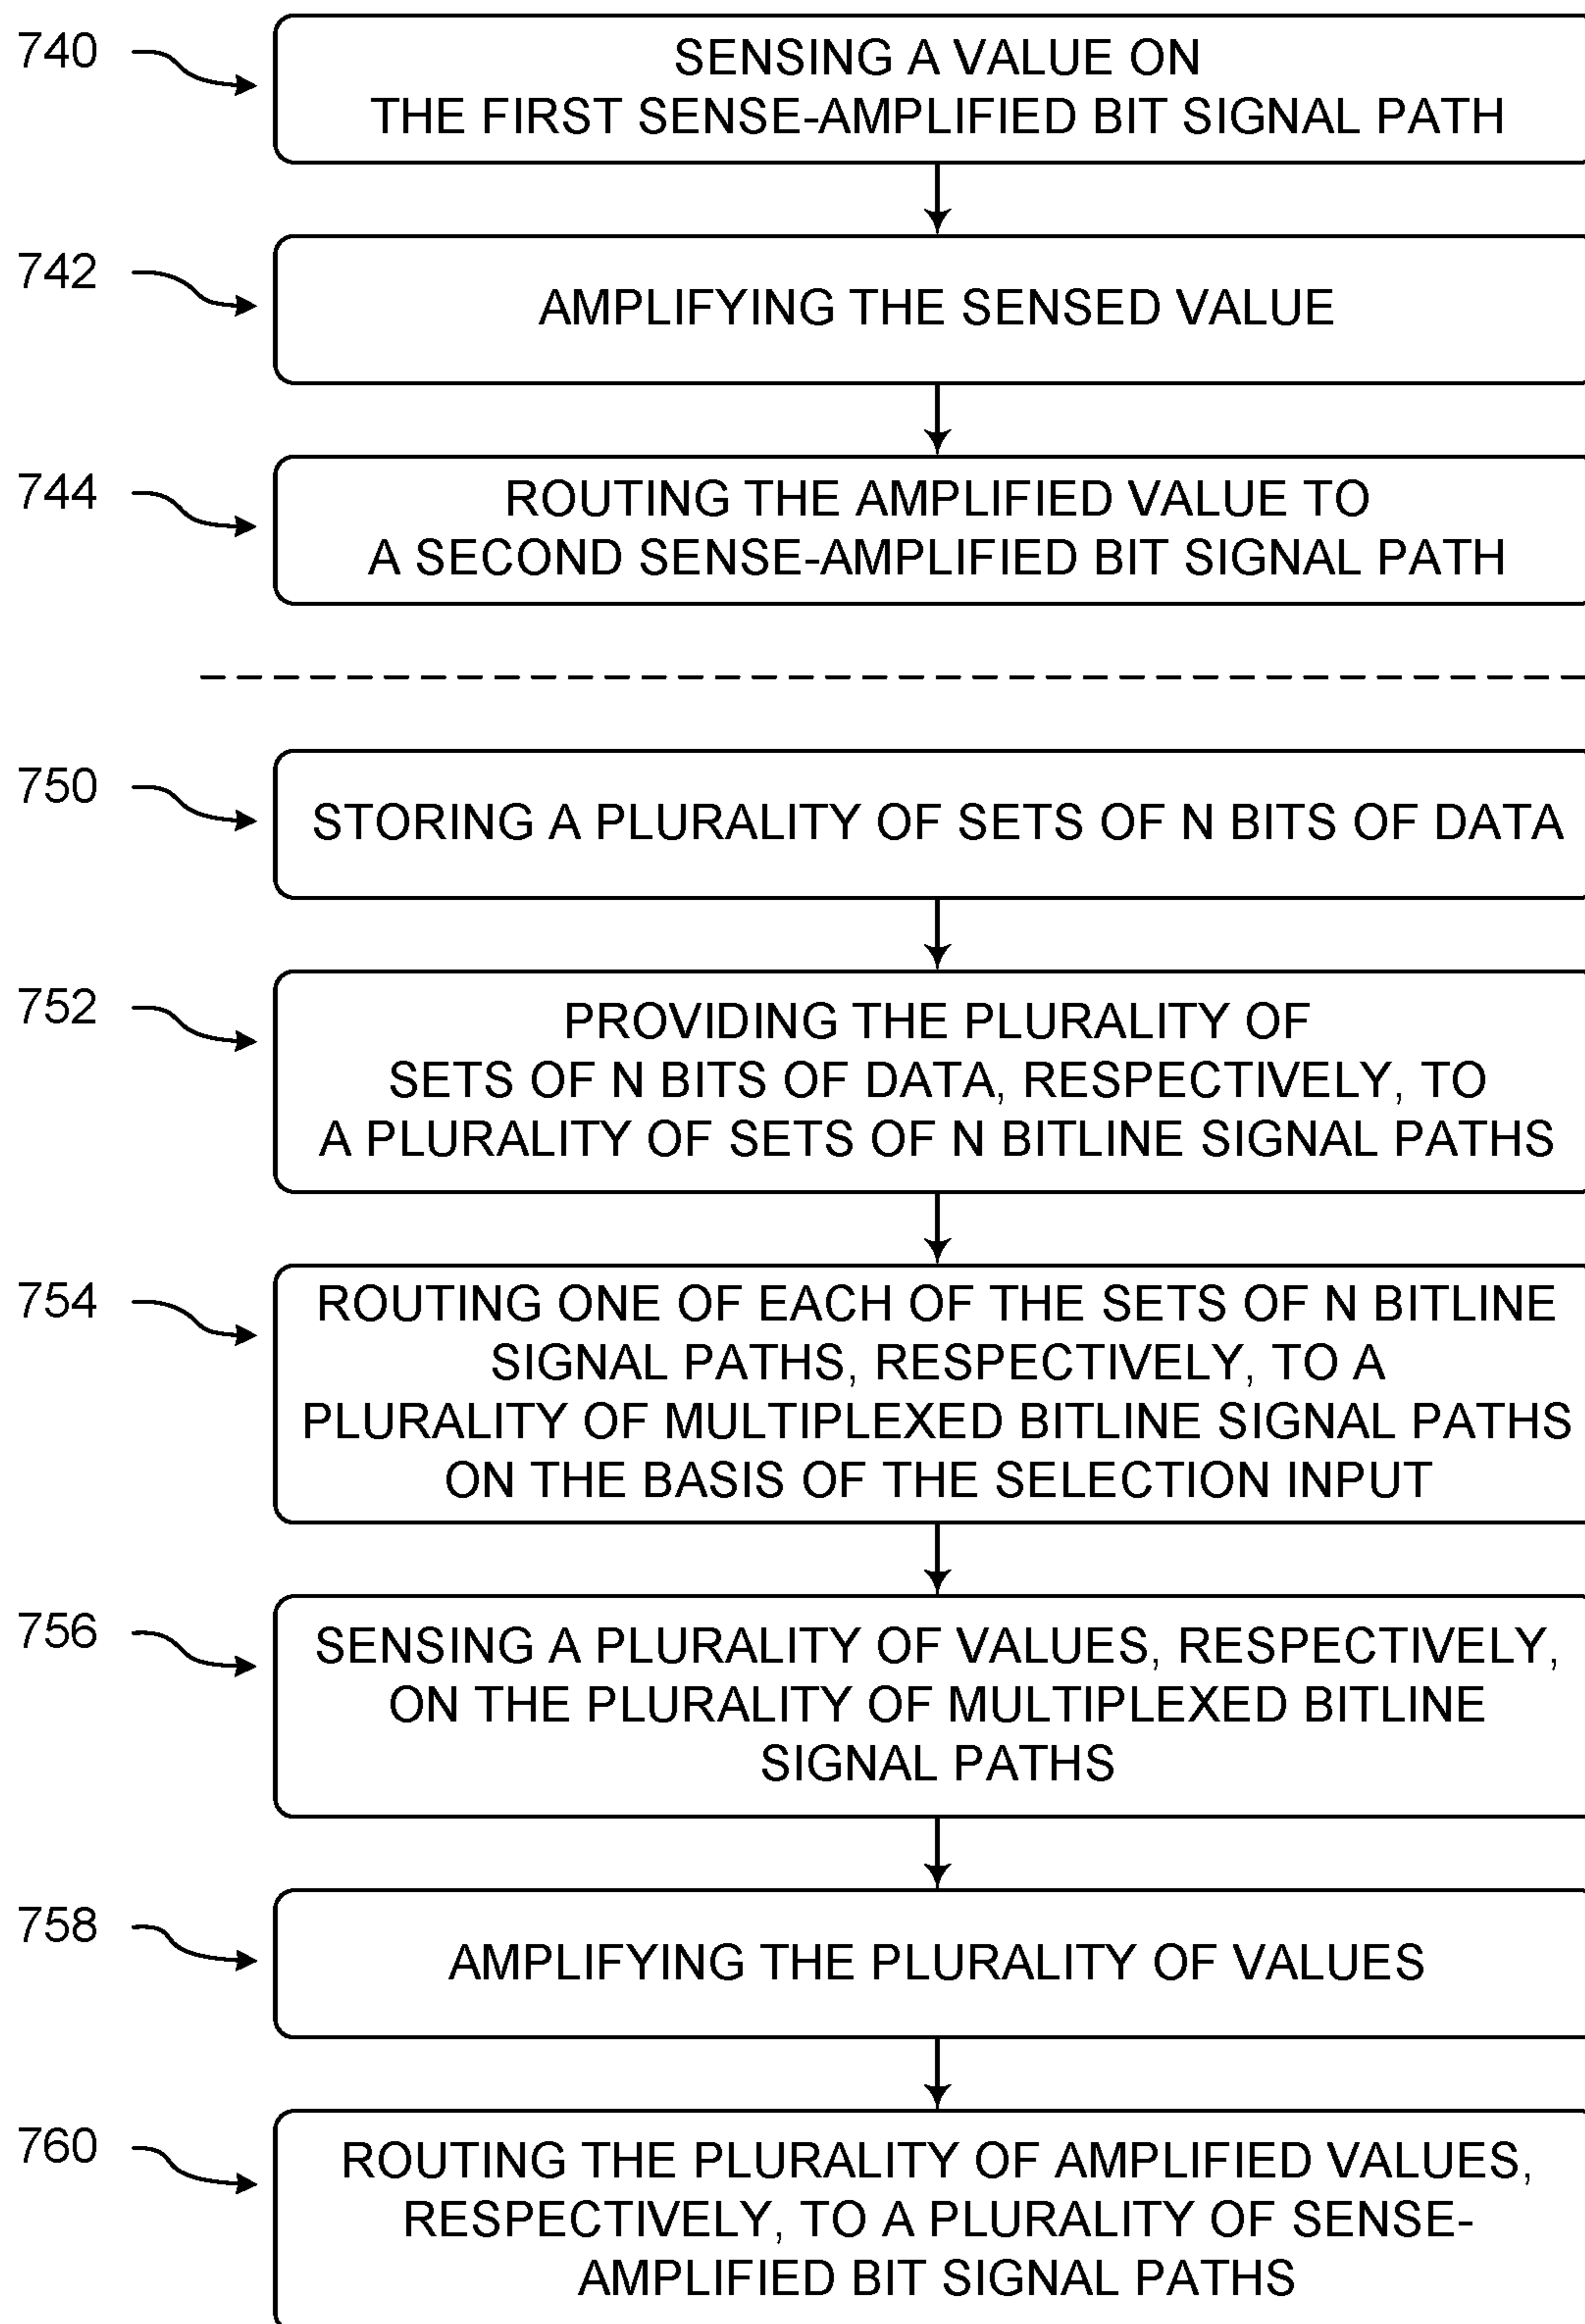 740
SENSING A VALUE ON
THE FIRST SENSE-AMPLIFIED BIT SIGNAL PATH
742
AMPLIFYING THE SENSED VALUE
744
ROUTING THE AMPLIFIED VALUE TO
A SECOND SENSE-AMPLIFIED BIT SIGNAL PATH
750
STORING A PLURALITY OF SETS OF N BITS OF DATA
752
PROVIDING THE PLURALITY OF
SETS OF N BITS OF DATA, RESPECTIVELY, TO
A PLURALITY OF SETS OF N BITLINE SIGNAL PATHS
754
ROUTING ONE OF EACH OF THE SETS OF N BITLINE
SIGNAL PATHS, RESPECTIVELY, TO A
PLURALITY OF MULTIPLEXED BITLINE SIGNAL PATHS
ON THE BASIS OF THE SELECTION INPUT
756
SENSING A PLURALITY OF VALUES, RESPECTIVELY,
ON THE PLURALITY OF MULTIPLEXED BITLINE
SIGNAL PATHS
758
AMPLIFYING THE PLURALITY OF VALUES
760
ROUTING THE PLURALITY OF AMPLIFIED VALUES,
RESPECTIVELY, TO A PLURALITY OF SENSE-
AMPLIFIED BIT SIGNAL PATHS